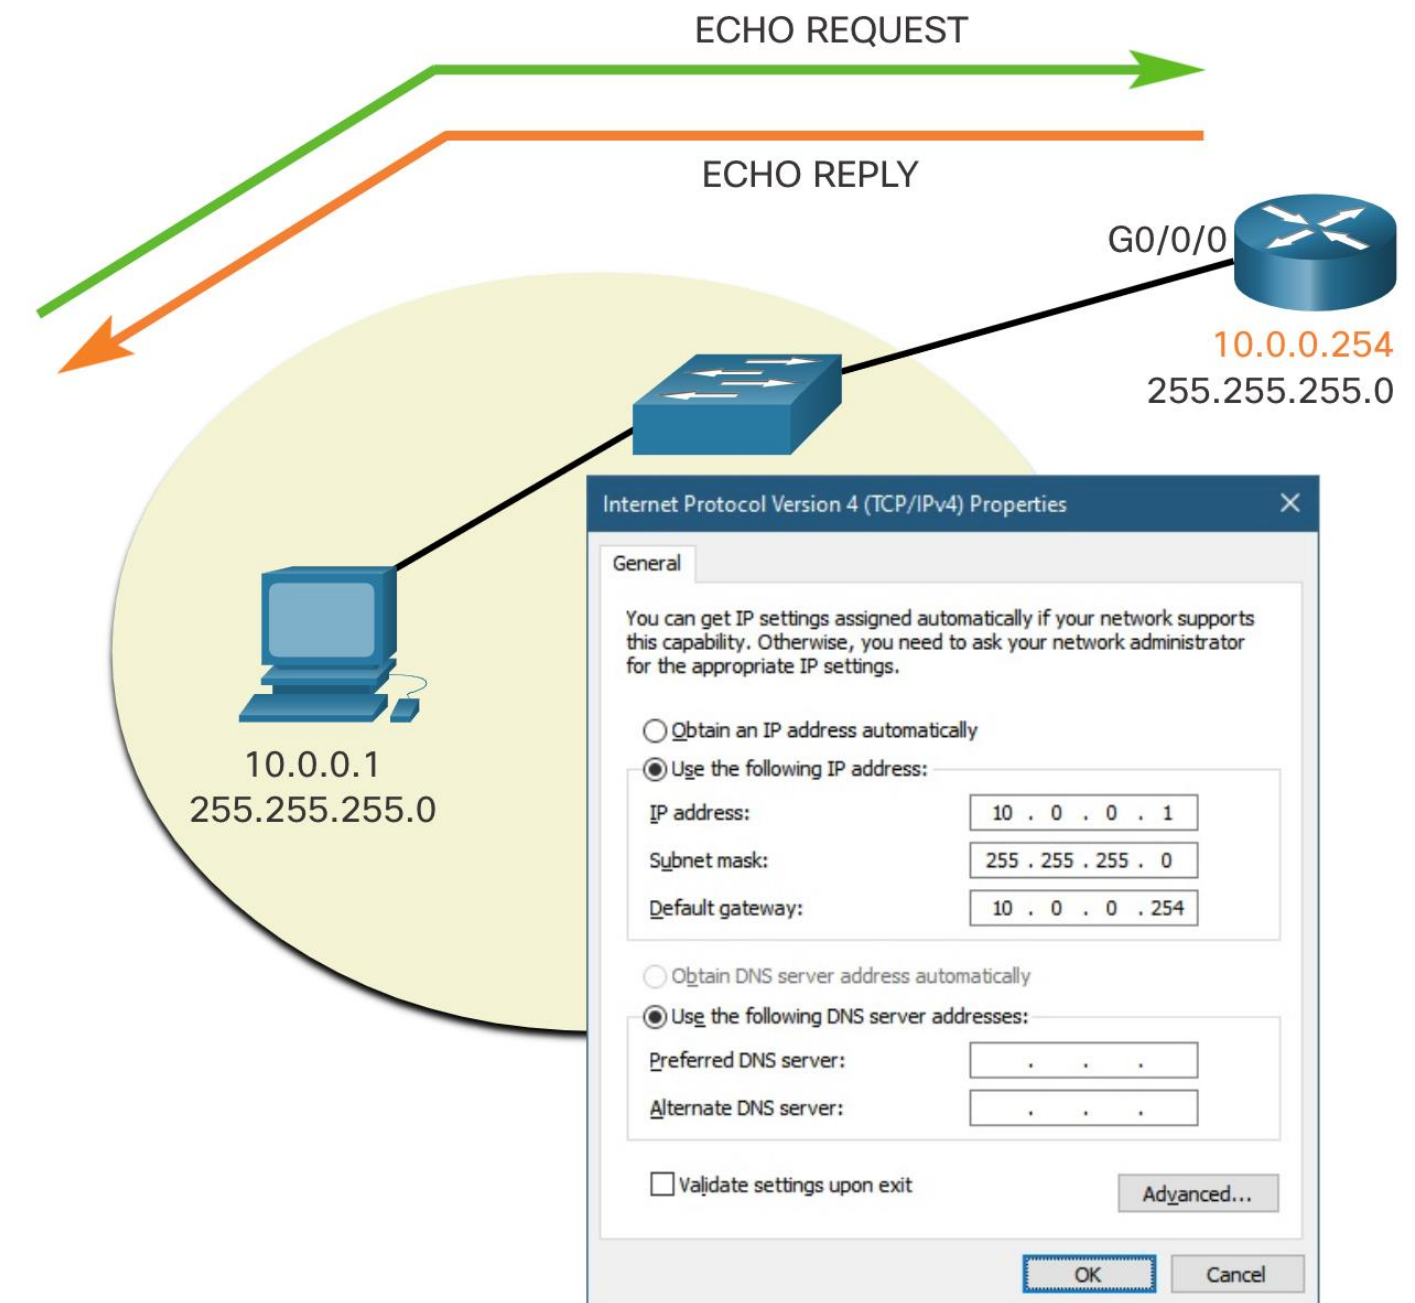 ECHO REQUEST
ECHO REPLY
G0/0/0
10.0.0.254
255.255.255.0
10.0.0.1
255.255.255.0
Internet Protocol Version 4 (TCP/IPv4) Properties
General
You can get IP settings assigned automatically if your network supports
this capability. Otherwise, you need to ask your network administrator
for the appropriate IP settings.
Obtain an IP address automatically
Use the following IP address:
IP address: 10 . 0 . 0 . 1
Subnet mask: 255 . 255 . 255 . 0
Default gateway: 10 . 0 . 0 . 254
Obtain DNS server address automatically
Use the following DNS server addresses:
Preferred DNS server: . . .
Alternate DNS server: . . .
Validate settings upon exit
Advanced...
OK Cancel